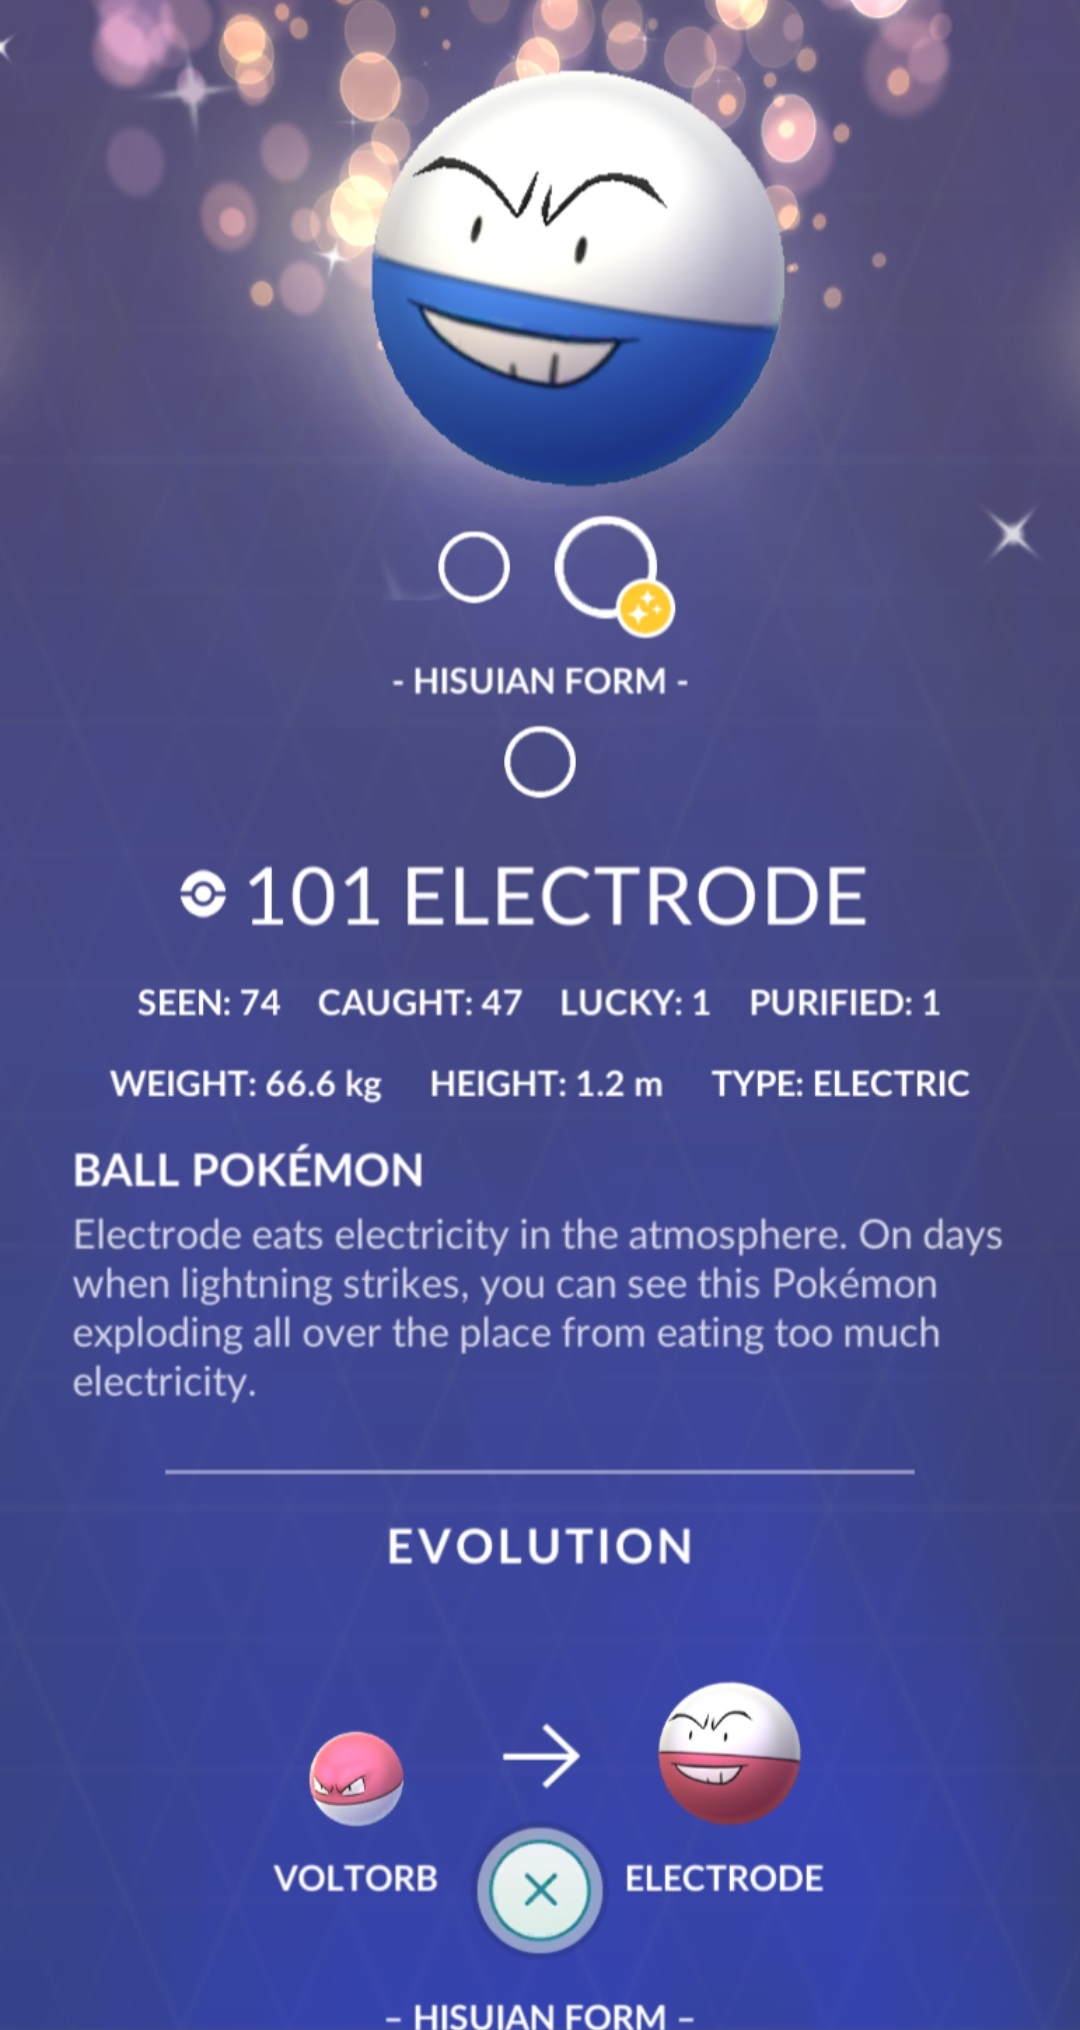 - HISUIAN FORM -
101 ELECTRODE
SEEN: 74 CAUGHT: 47 LUCKY: 1 PURIFIED: 1
WEIGHT: 66.6 kg HEIGHT: 1.2 m TYPE: ELECTRIC
BALL POKÉMON
Electrode eats electricity in the atmosphere. On days
when lightning strikes, you can see this Pokémon
exploding all over the place from eating too much
electricity.
EVOLUTION
VOLTORB ELECTRODE
– HISUIAN FORM –